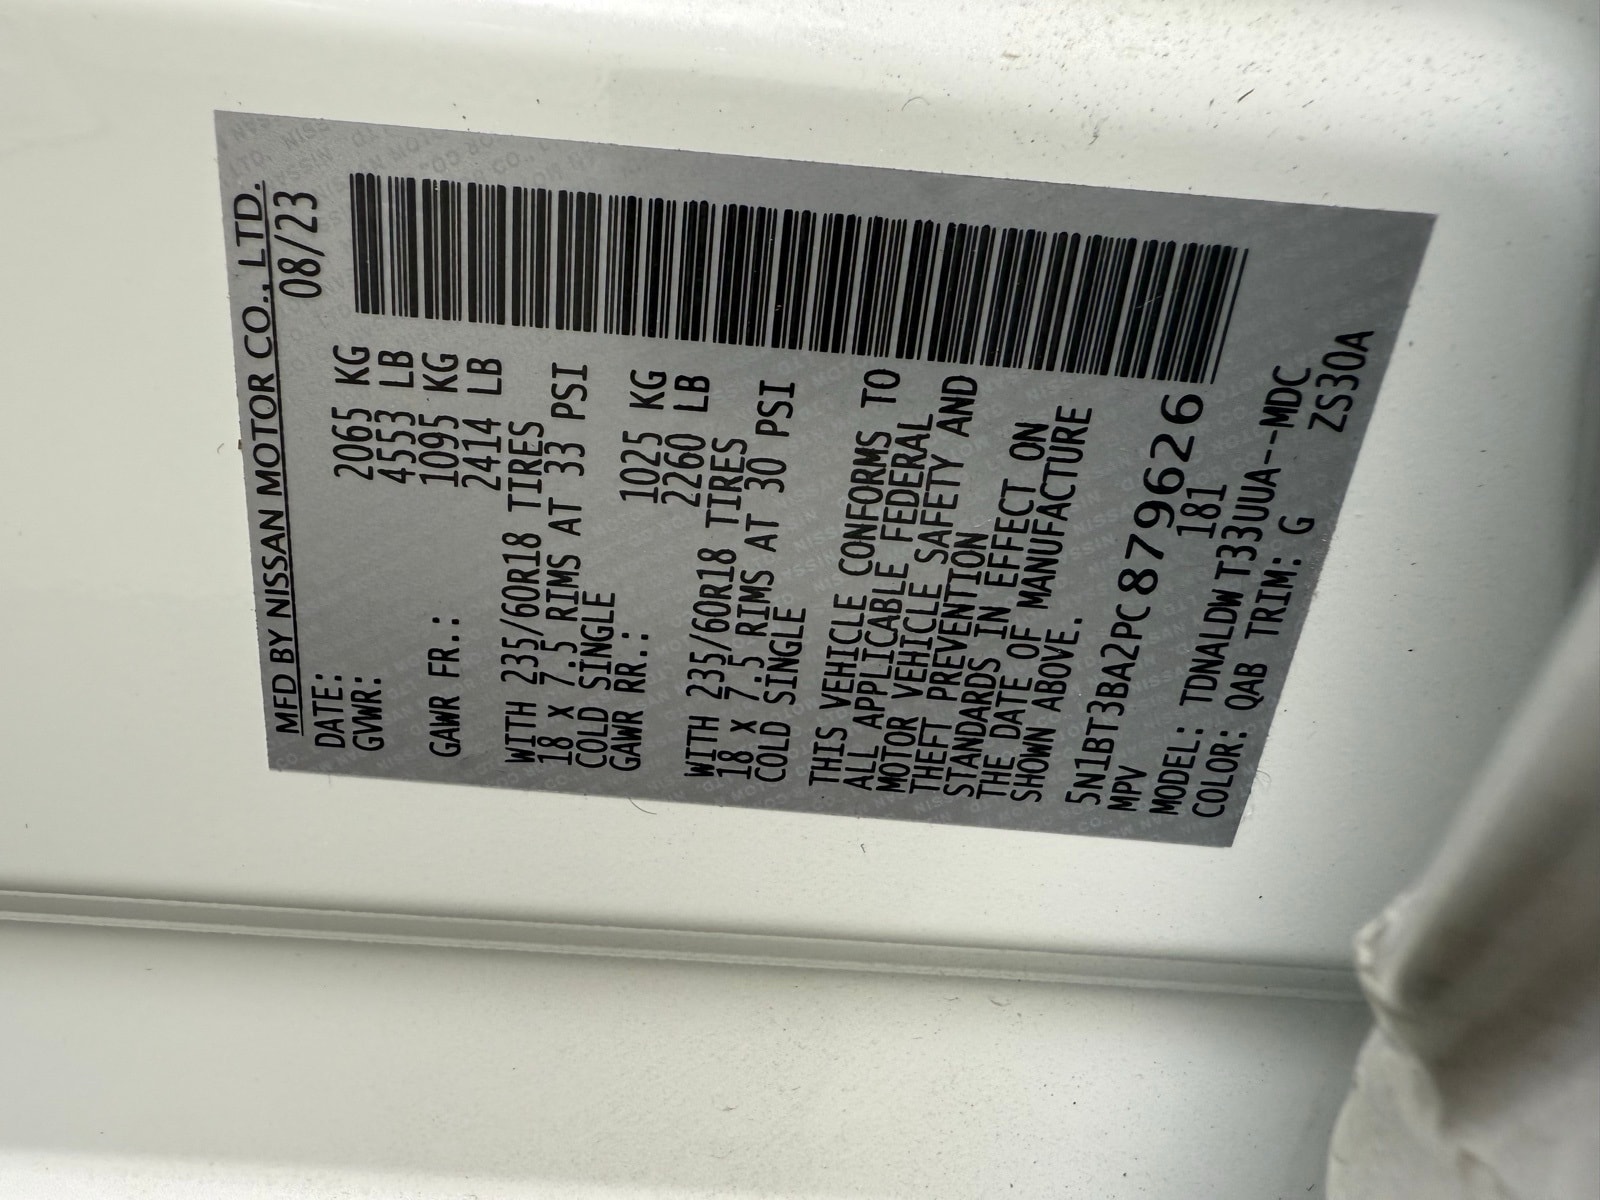 MFD BY NISSAN MOTOR CO., LTD.
DATE: 08/23
GVWR: 2065 KG
4553 LB
GAWR FR.: 1095 KG
2414 LB
WITH 235/60R18 TIRES
18 X 7.5 RIMS AT 33 PSI
COLD SINGLE
GAWR RR.: 1025 KG
2260 LB
WITH 235/60R18 TIRES
18 X 7.5 RIMS AT 30 PSI
COLD SINGLE
THIS VEHICLE CONFORMS TO
ALL APPLICABLE FEDERAL
MOTOR VEHICLE SAFETY AND
THEFT PREVENTION
STANDARDS IN EFFECT ON
THE DATE OF MANUFACTURE
SHOWN ABOVE.
5N1BT3BA2PC879626
MPV 181
MODEL: TDNALDWT33UUA--MDC
COLOR: QAB TRIM: G ZS30A